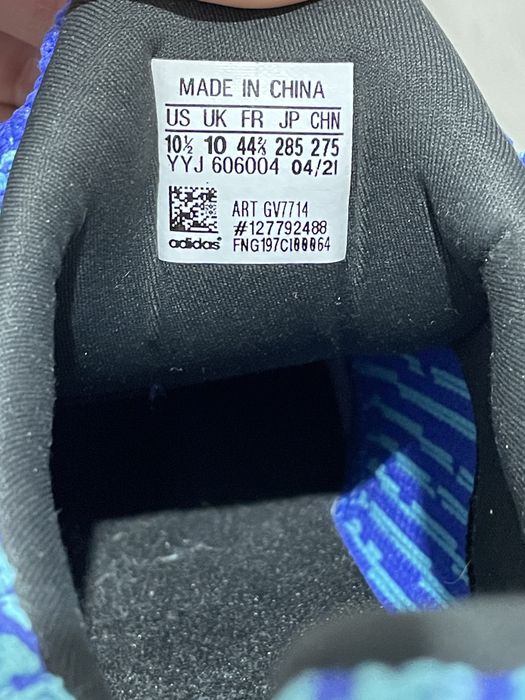 MADE IN CHINA
US UK FR JP CHN
10½ 10 44⅔ 285 275
YYJ 606004 04/21
ART GV7714
#127792488
adidas FNG197CI00064